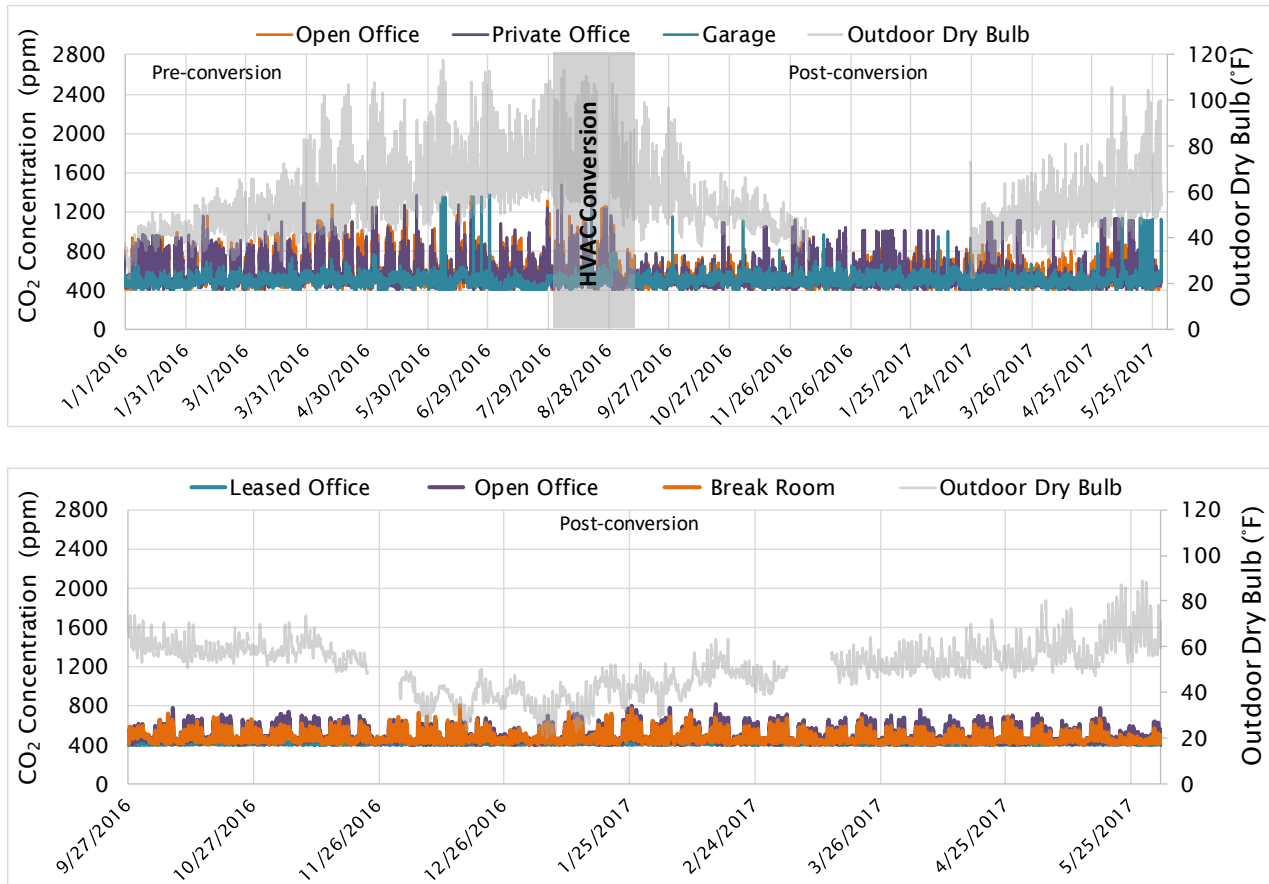 Open Office Private Office Garage Outdoor Dry Bulb
Pre-conversion Post-conversion
HVAC Conversion
CO2 Concentration (ppm)
2800
2400
2000
1600
1200
800
400
0
Outdoor Dry Bulb (°F)
120
100
80
60
40
20
0
1/1/2016 1/31/2016 3/1/2016 3/31/2016 4/30/2016 5/30/2016 6/29/2016 7/29/2016 8/28/2016 9/27/2016 10/27/2016 11/26/2016 12/26/2016 1/25/2017 2/24/2017 3/26/2017 4/25/2017 5/25/2017
Leased Office Open Office Break Room Outdoor Dry Bulb
Post-conversion
CO2 Concentration (ppm)
2800
2400
2000
1600
1200
800
400
0
Outdoor Dry Bulb (°F)
120
100
80
60
40
20
0
9/27/2016 10/27/2016 11/26/2016 12/26/2016 1/25/2017 2/24/2017 3/26/2017 4/25/2017 5/25/2017